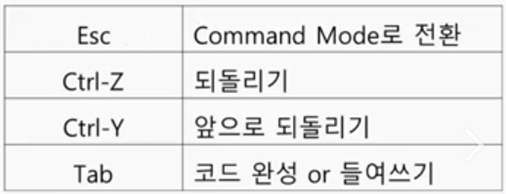 Esc Command Mode로 전환
Ctrl-Z 되돌리기
Ctrl-Y 앞으로 되돌리기
Tab 코드 완성 or 들여쓰기